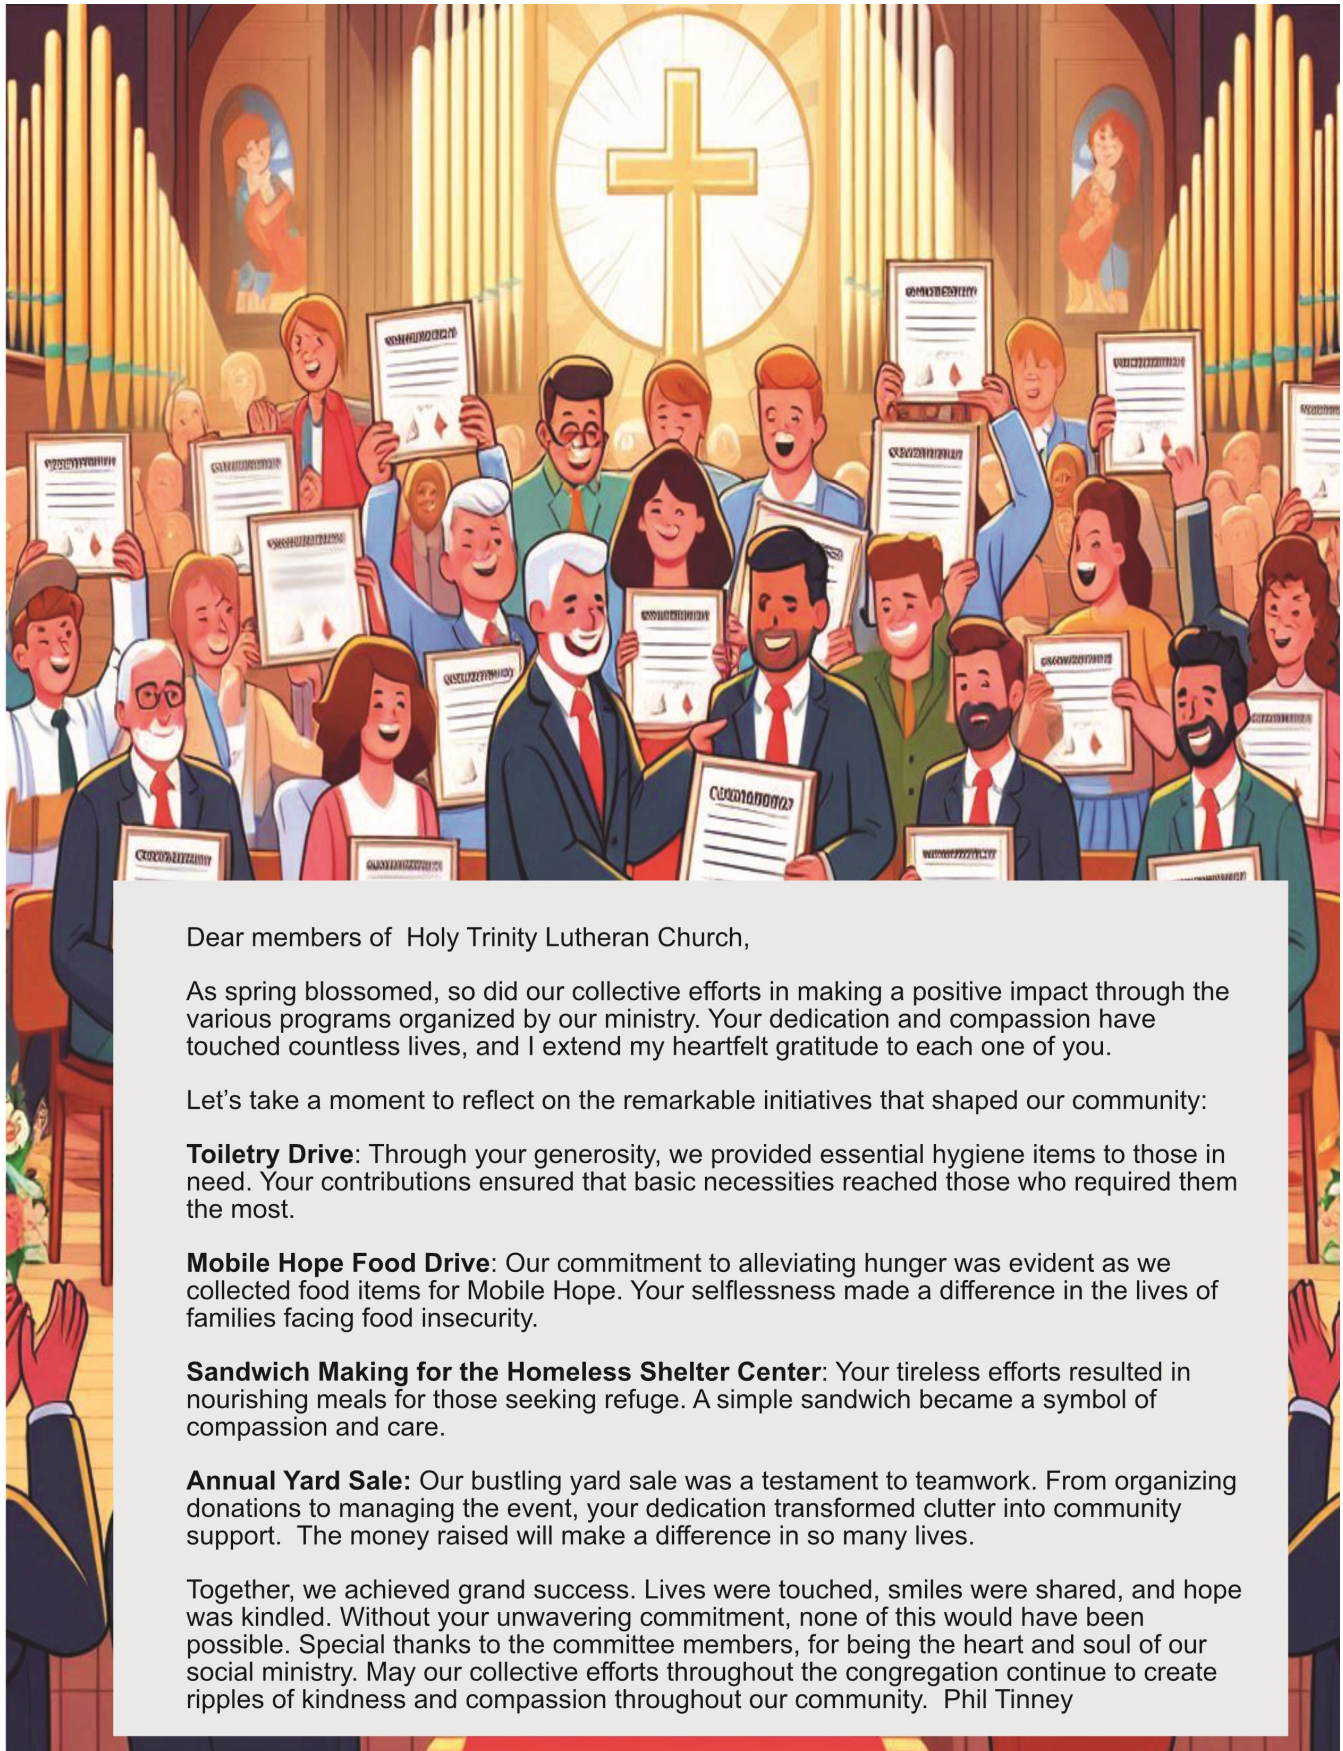 Dear members of  Holy Trinity Lutheran Church,
As spring blossomed, so did our collective efforts in making a positive impact through the
various programs organized by our ministry. Your dedication and compassion have
touched countless lives, and I extend my heartfelt gratitude to each one of you.
Let’s take a moment to reflect on the remarkable initiatives that shaped our community:
Toiletry Drive: Through your generosity, we provided essential hygiene items to those in
need. Your contributions ensured that basic necessities reached those who required them
the most.
Mobile Hope Food Drive: Our commitment to alleviating hunger was evident as we
collected food items for Mobile Hope. Your selflessness made a difference in the lives of
families facing food insecurity.
Sandwich Making for the Homeless Shelter Center: Your tireless efforts resulted in
nourishing meals for those seeking refuge. A simple sandwich became a symbol of
compassion and care.
Annual Yard Sale: Our bustling yard sale was a testament to teamwork. From organizing
donations to managing the event, your dedication transformed clutter into community
support.  The money raised will make a difference in so many lives.
Together, we achieved grand success. Lives were touched, smiles were shared, and hope
was kindled. Without your unwavering commitment, none of this would have been
possible. Special thanks to the committee members, for being the heart and soul of our
social ministry. May our collective efforts throughout the congregation continue to create
ripples of kindness and compassion throughout our community.  Phil Tinney